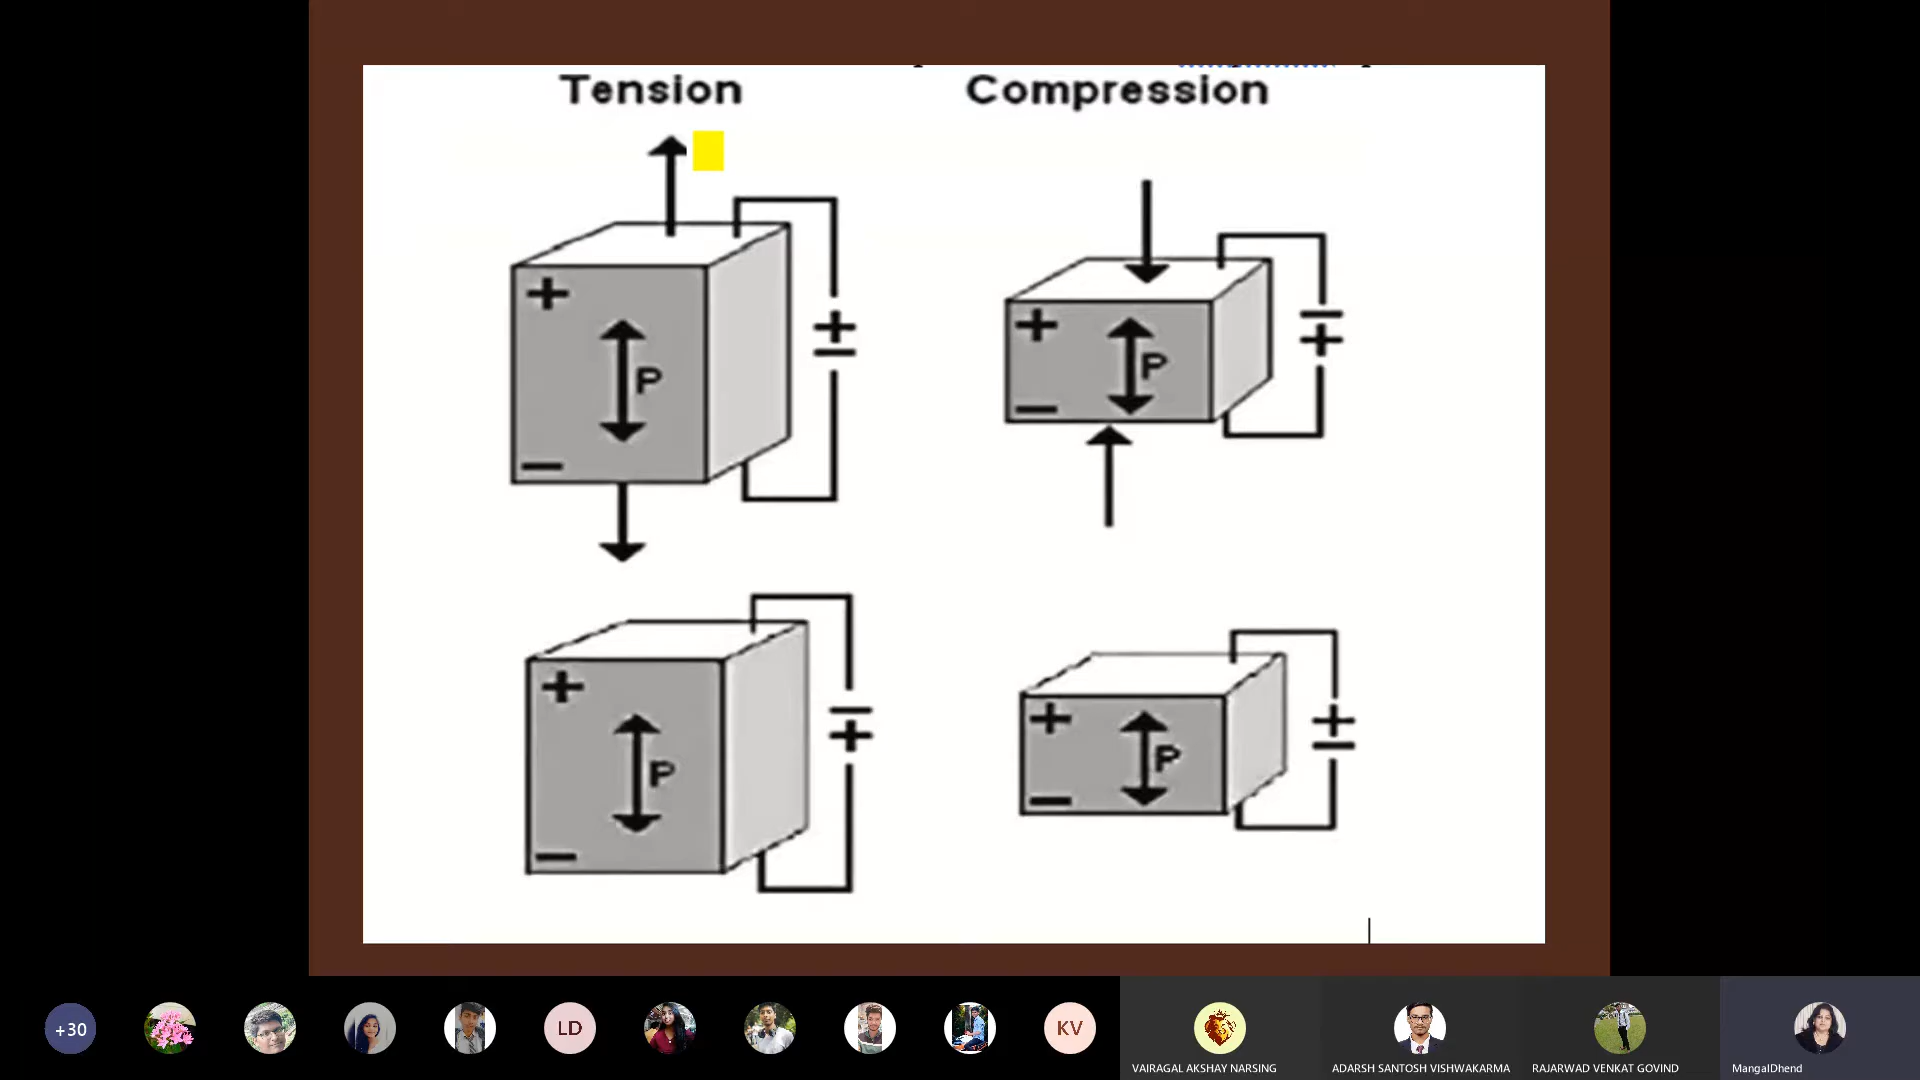 Tension
Compression
+
P
−
+
−
+
P
−
−
+
+
P
−
−
+
+
P
−
+
−
+30
LD
KV
VAIRAGAL AKSHAY NARSING
ADARSH SANTOSH VISHWAKARMA
RAJARWAD VENKAT GOVIND
MangalDhend